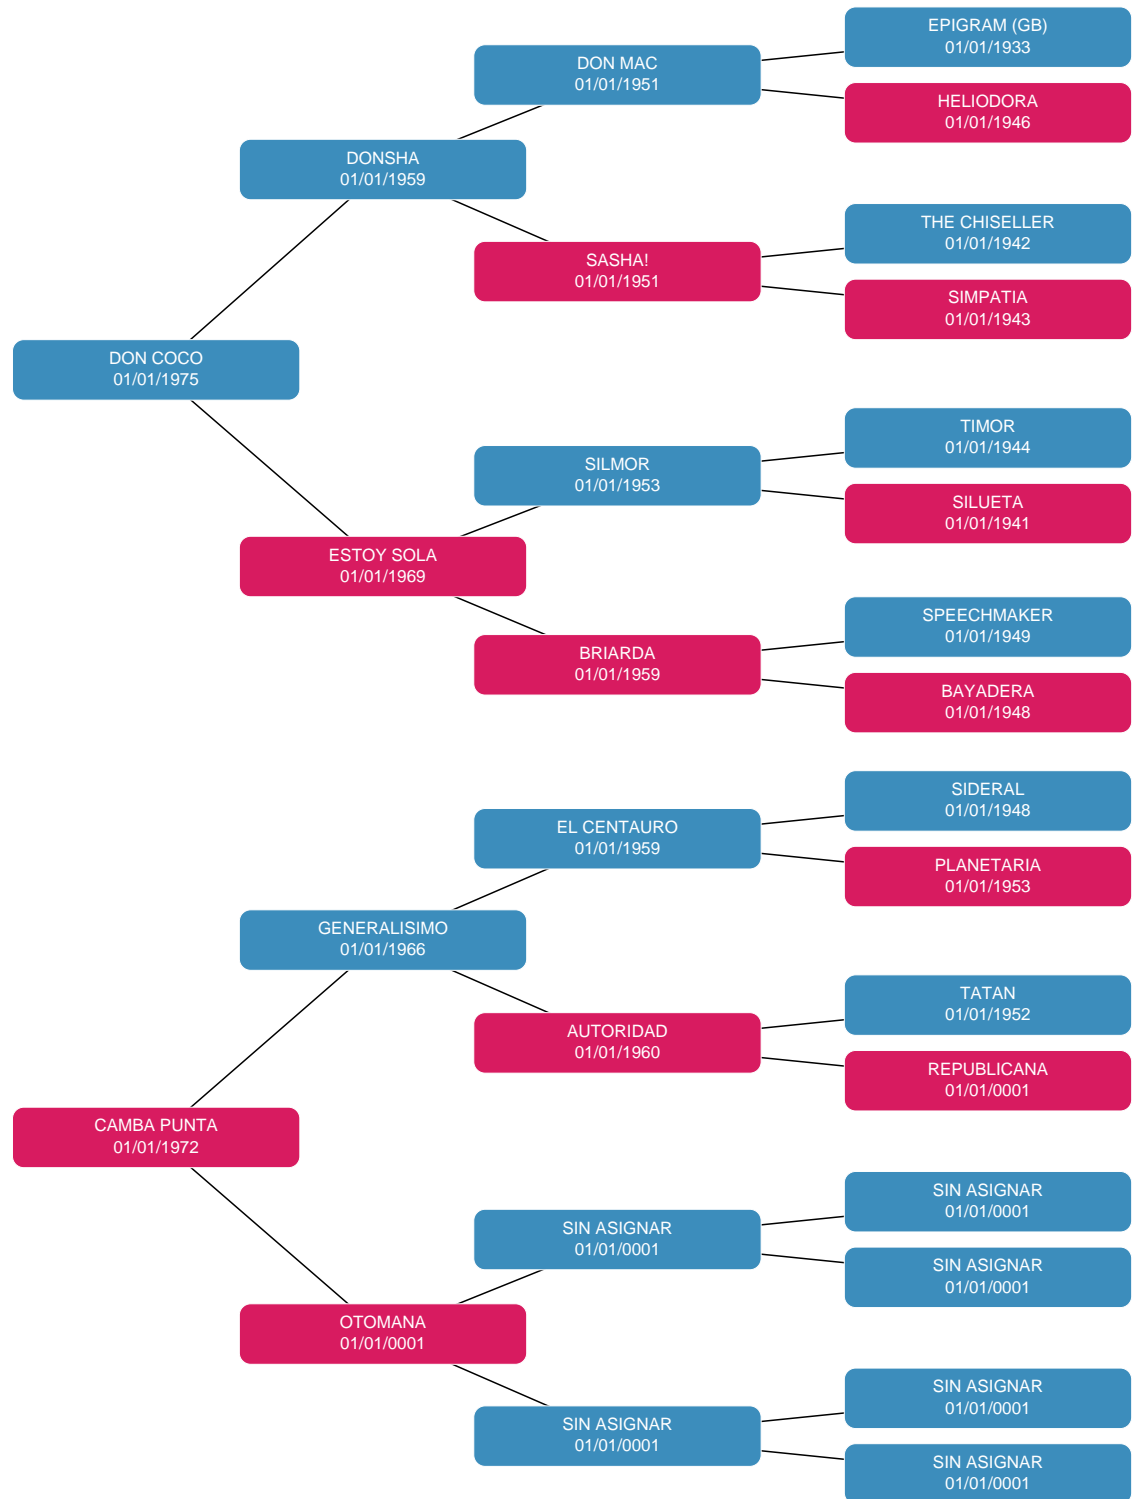 EPIGRAM (GB)
01/01/1933
DON MAC
01/01/1951
HELIODORA
01/01/1946
DONSHA
01/01/1959
THE CHISELLER
01/01/1942
SASHA!
01/01/1951
SIMPATIA
01/01/1943
DON COCO
01/01/1975
TIMOR
01/01/1944
SILMOR
01/01/1953
SILUETA
01/01/1941
ESTOY SOLA
01/01/1969
SPEECHMAKER
01/01/1949
BRIARDA
01/01/1959
BAYADERA
01/01/1948
SIDERAL
01/01/1948
EL CENTAURO
01/01/1959
PLANETARIA
01/01/1953
GENERALISIMO
01/01/1966
TATAN
01/01/1952
AUTORIDAD
01/01/1960
REPUBLICANA
01/01/0001
CAMBA PUNTA
01/01/1972
SIN ASIGNAR
01/01/0001
SIN ASIGNAR
01/01/0001
SIN ASIGNAR
01/01/0001
OTOMANA
01/01/0001
SIN ASIGNAR
01/01/0001
SIN ASIGNAR
01/01/0001
SIN ASIGNAR
01/01/0001